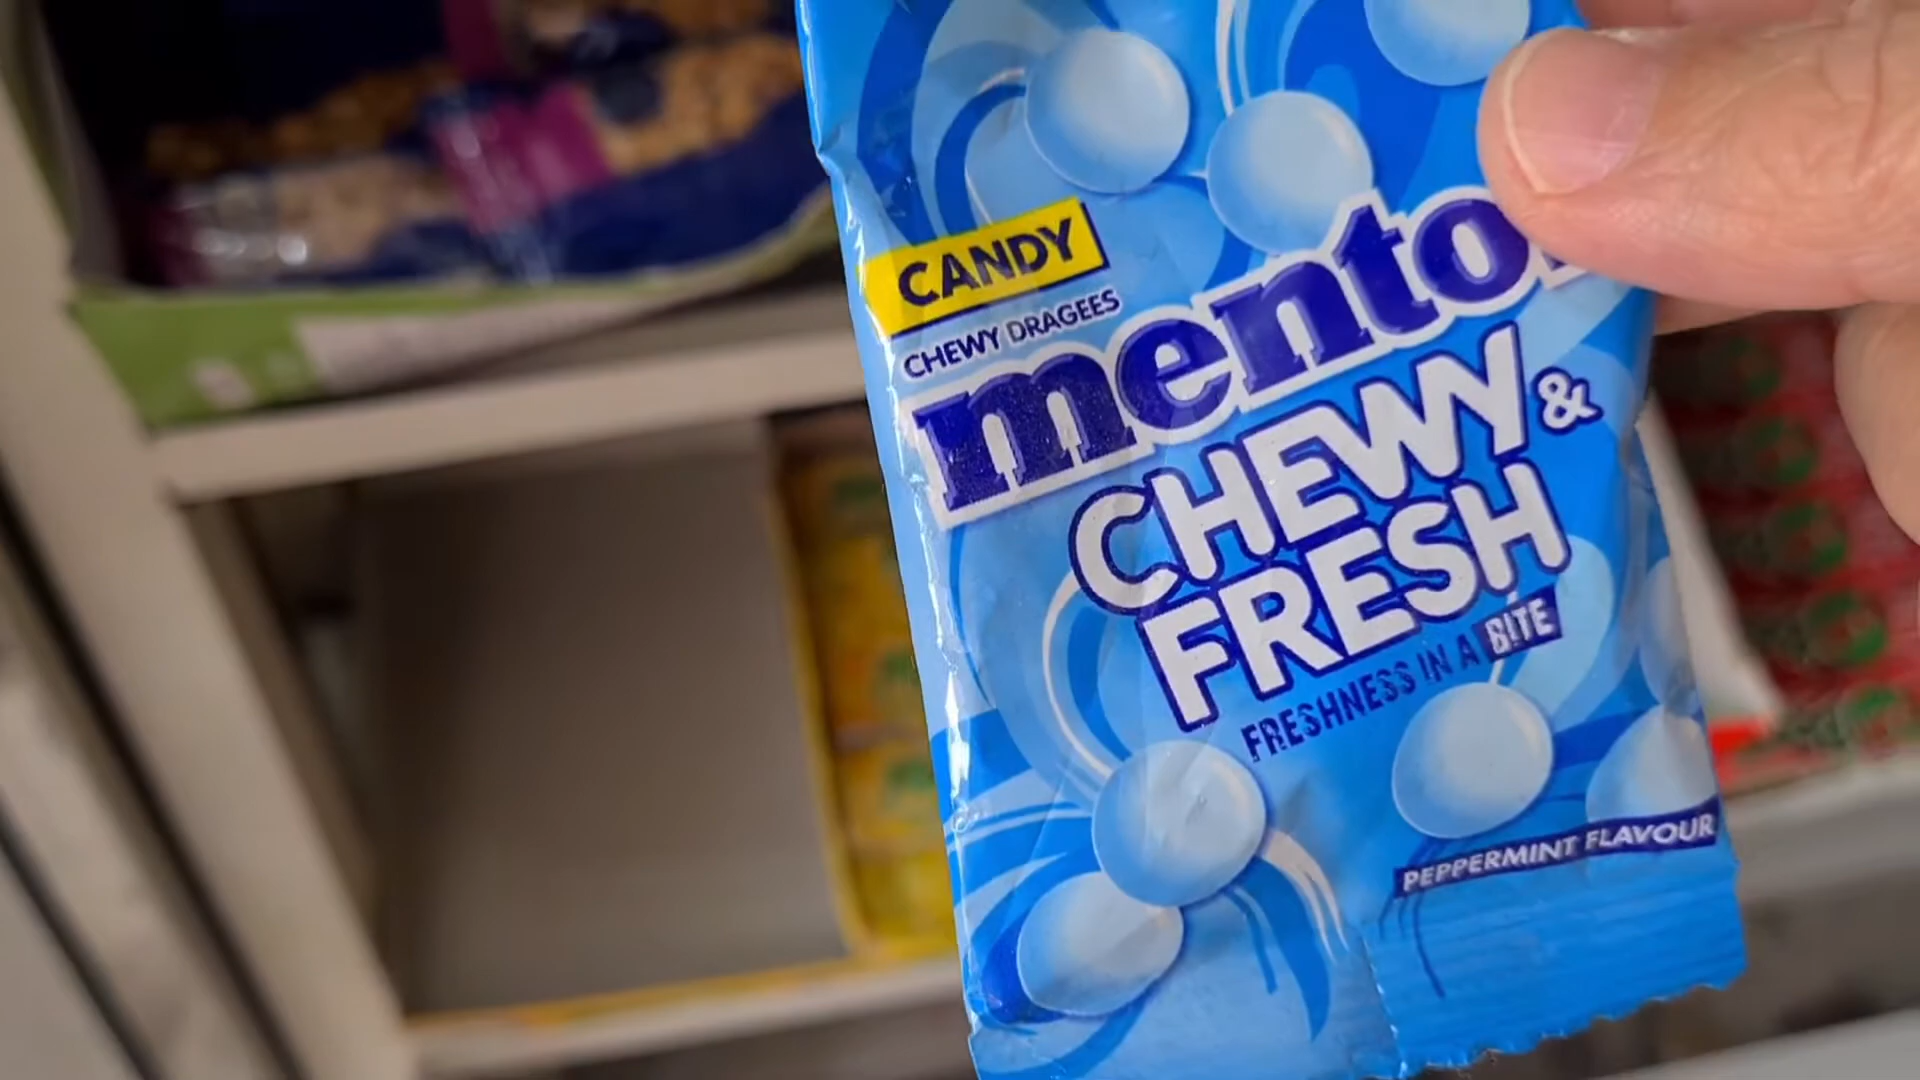 CANDY
CHEWY DRAGEES
mento
CHEWY &
FRESH
FRESHNESS IN A BITE
PEPPERMINT FLAVOUR